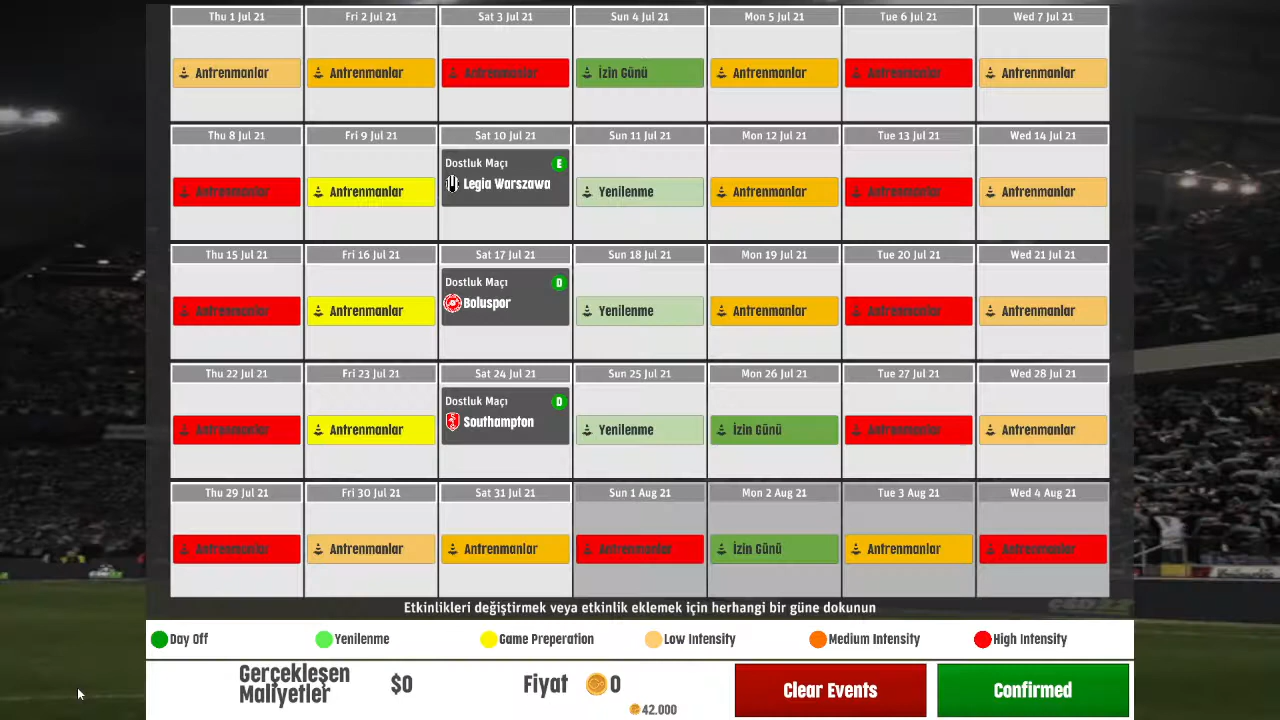 Thu 1 Jul 21 Fri 2 Jul 21 Sat 3 Jul 21 Sun 4 Jul 21 Mon 5 Jul 21 Tue 6 Jul 21 Wed 7 Jul 21
Antrenmanlar Antrenmanlar Antrenmanlar İzin Günü Antrenmanlar Antrenmanlar Antrenmanlar
Thu 8 Jul 21 Fri 9 Jul 21 Sat 10 Jul 21 Sun 11 Jul 21 Mon 12 Jul 21 Tue 13 Jul 21 Wed 14 Jul 21
Dostluk Maçı E
Legia Warszawa
Antrenmanlar Antrenmanlar Yenilenme Antrenmanlar Antrenmanlar Antrenmanlar
Thu 15 Jul 21 Fri 16 Jul 21 Sat 17 Jul 21 Sun 18 Jul 21 Mon 19 Jul 21 Tue 20 Jul 21 Wed 21 Jul 21
Dostluk Maçı D
Boluspor
Antrenmanlar Antrenmanlar Yenilenme Antrenmanlar Antrenmanlar Antrenmanlar
Thu 22 Jul 21 Fri 23 Jul 21 Sat 24 Jul 21 Sun 25 Jul 21 Mon 26 Jul 21 Tue 27 Jul 21 Wed 28 Jul 21
Dostluk Maçı D
Southampton
Antrenmanlar Antrenmanlar Yenilenme İzin Günü Antrenmanlar Antrenmanlar
Thu 29 Jul 21 Fri 30 Jul 21 Sat 31 Jul 21 Sun 1 Aug 21 Mon 2 Aug 21 Tue 3 Aug 21 Wed 4 Aug 21
Antrenmanlar Antrenmanlar Antrenmanlar Antrenmanlar İzin Günü Antrenmanlar Antrenmanlar
Etkinlikleri değiştirmek veya etkinlik eklemek için herhangi bir güne dokunun
Day Off Yenilenme Game Preperation Low Intensity Medium Intensity High Intensity
Gerçekleşen
Maliyetler
$0 Fiyat 0
42.000
Clear Events Confirmed